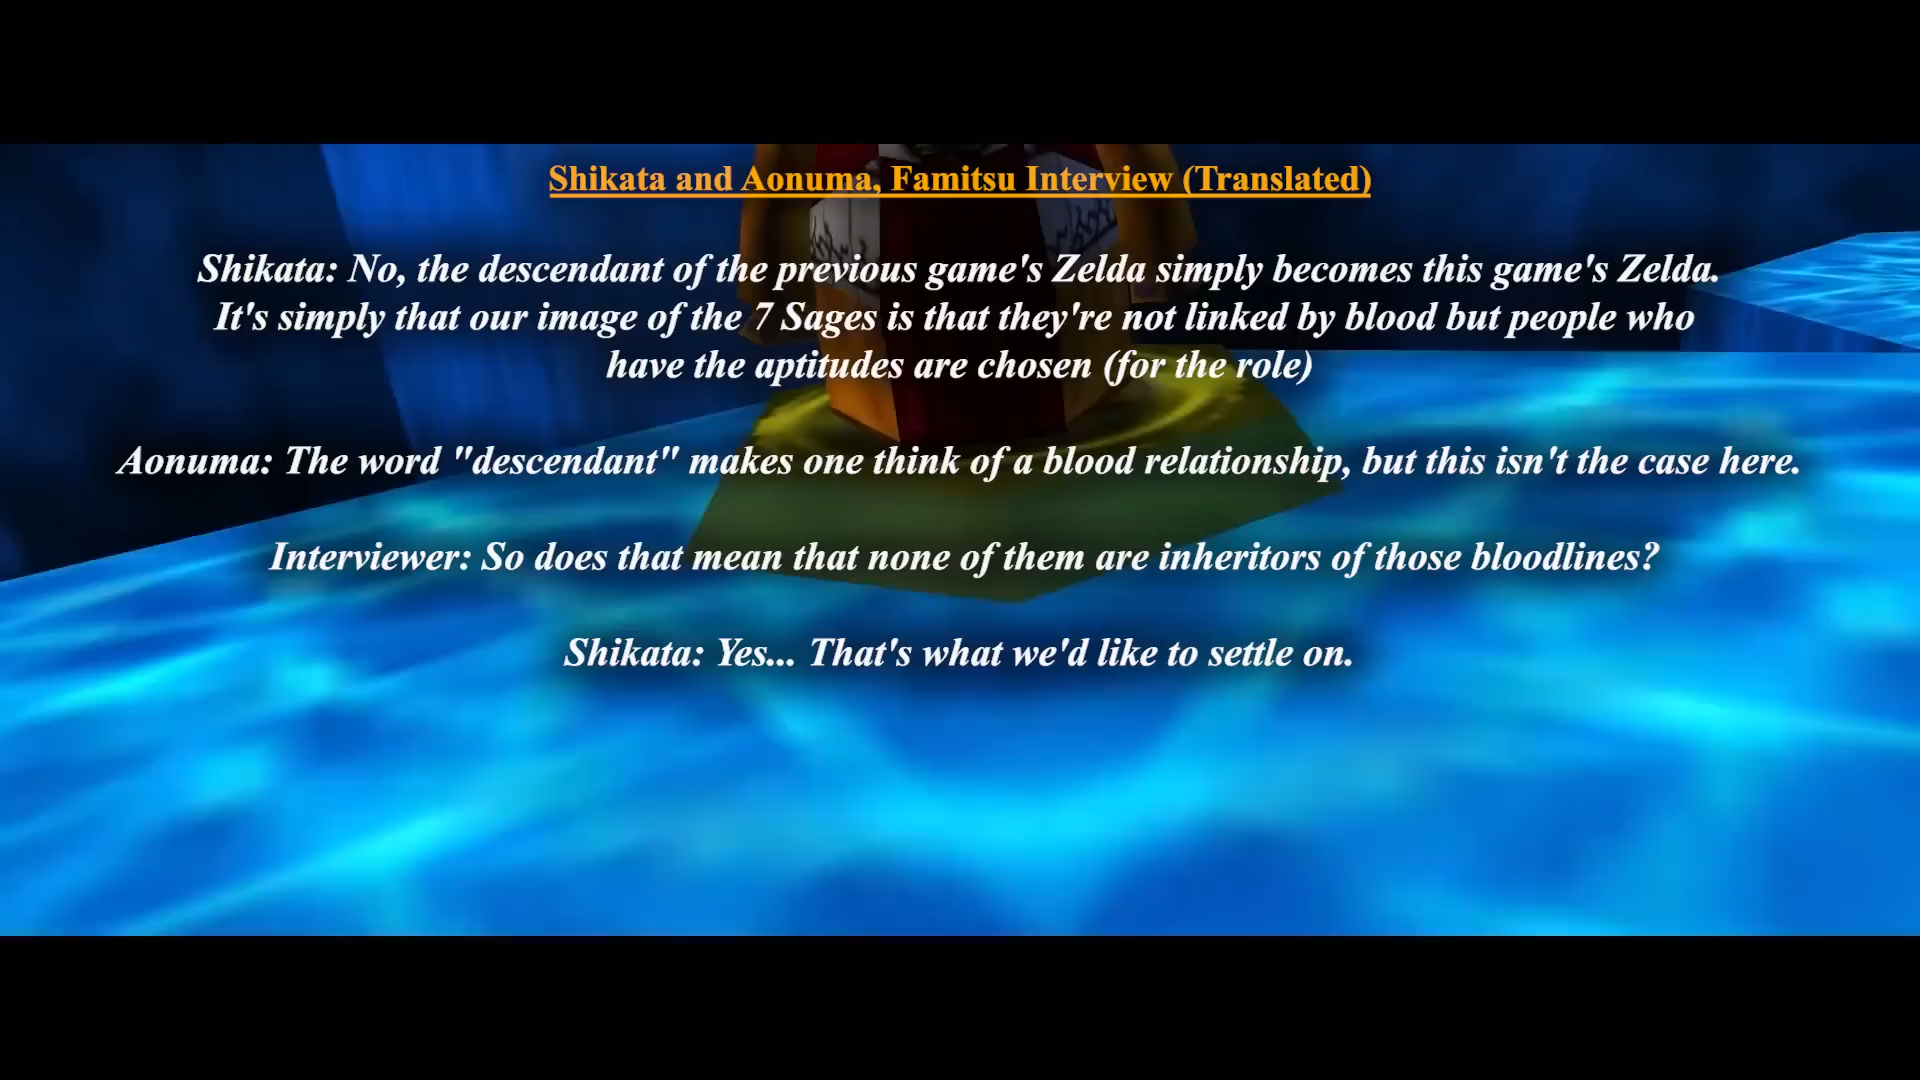 Shikata and Aonuma, Famitsu Interview (Translated)
Shikata: No, the descendant of the previous game's Zelda simply becomes this game's Zelda.
It's simply that our image of the 7 Sages is that they're not linked by blood but people who
have the aptitudes are chosen (for the role)
Aonuma: The word "descendant" makes one think of a blood relationship, but this isn't the case here.
Interviewer: So does that mean that none of them are inheritors of those bloodlines?
Shikata: Yes... That's what we'd like to settle on.